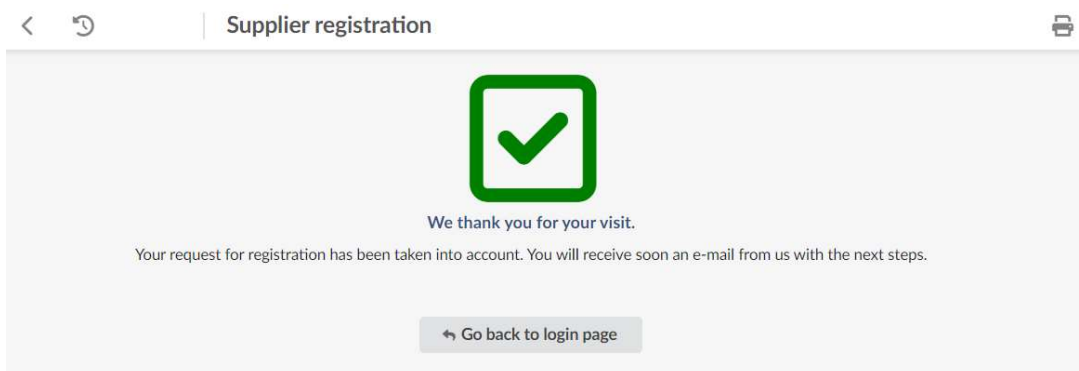 Supplier registration
We thank you for your visit.
Your request for registration has been taken into account. You will receive soon an e-mail from us with the next steps.
Go back to login page